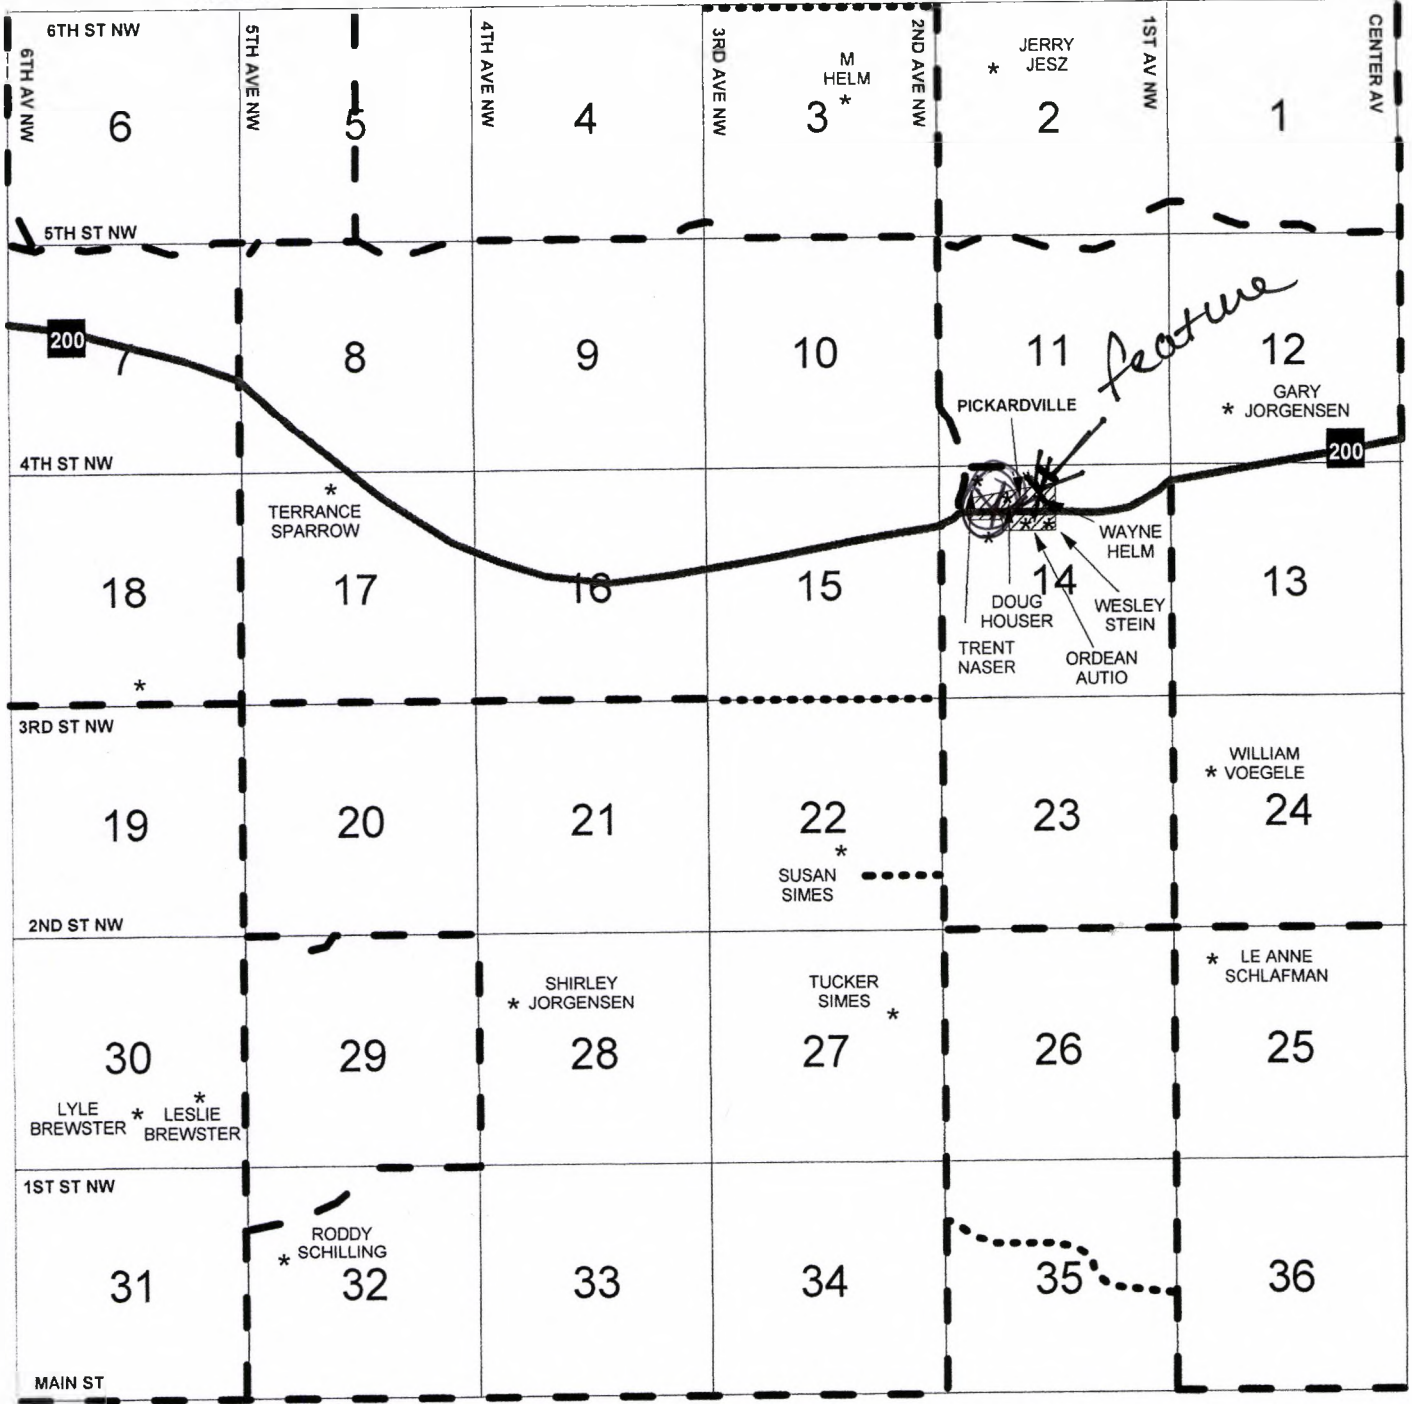 6TH ST NW
6TH AV NW
5TH AVE NW
4TH AVE NW
3RD AVE NW
2ND AVE NW
1ST AV NW
CENTER AV
6
5
4
M
HELM
*
3
JERRY
* JESZ
2
1
5TH ST NW
200
7
8
9
10
11
feature
12
PICKARDVILLE
GARY
* JORGENSEN
200
4TH ST NW
*
TERRANCE
SPARROW
18
17
16
15
14
13
WAYNE
HELM
DOUG
HOUSER
WESLEY
STEIN
TRENT
NASER
ORDEAN
AUTIO
*
3RD ST NW
19
20
21
22
*
SUSAN
SIMES
23
WILLIAM
* VOEGELE
24
2ND ST NW
30
29
SHIRLEY
* JORGENSEN
28
TUCKER
SIMES
*
27
26
LE ANNE
* SCHLAFMAN
25
LYLE
BREWSTER *
*
LESLIE
BREWSTER
1ST ST NW
31
RODDY
* SCHILLING
32
33
34
35
36
MAIN ST